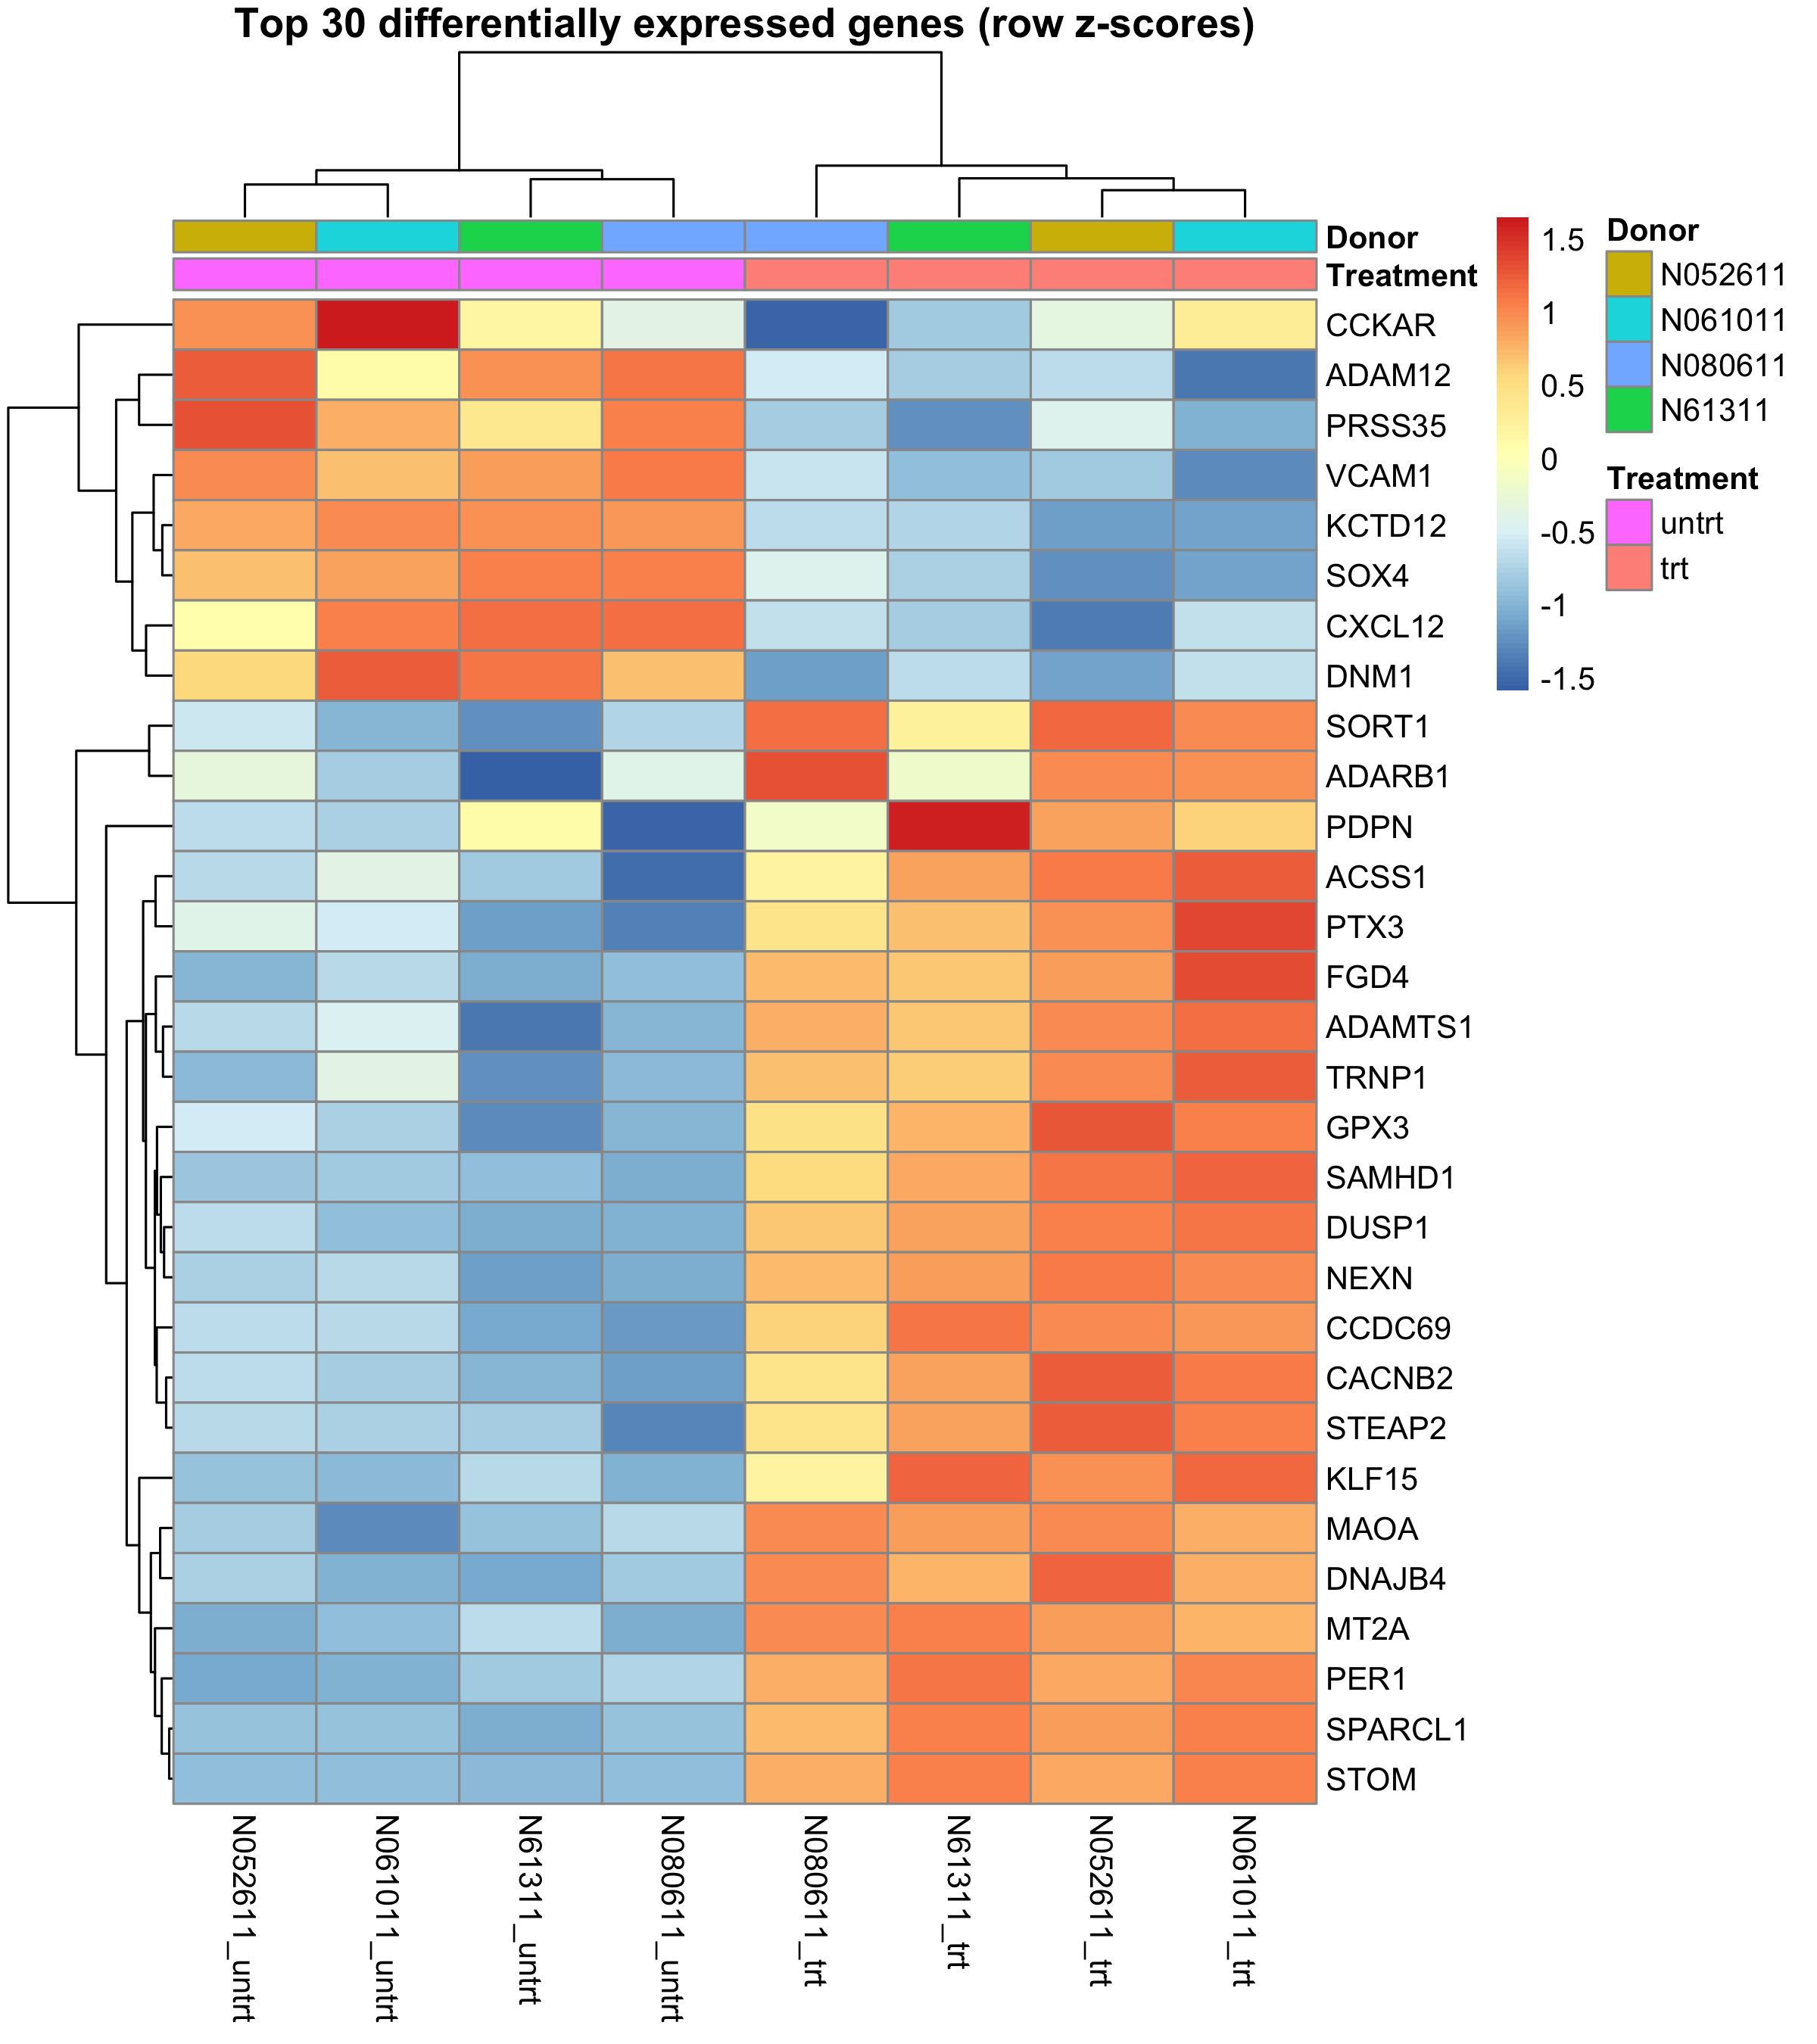 Top 30 differentially expressed genes (row z-scores)
Donor
Treatment
CCKAR
ADAM12
PRSS35
VCAM1
KCTD12
SOX4
CXCL12
DNM1
SORT1
ADARB1
PDPN
ACSS1
PTX3
FGD4
ADAMTS1
TRNP1
GPX3
SAMHD1
DUSP1
NEXN
CCDC69
CACNB2
STEAP2
KLF15
MAOA
DNAJB4
MT2A
PER1
SPARCL1
STOM
N052611_untrt
N061011_untrt
N61311_untrt
N080611_untrt
N080611_trt
N61311_trt
N052611_trt
N061011_trt
1.5
1
0.5
0
-0.5
-1
-1.5
Donor
N052611
N061011
N080611
N61311
Treatment
untrt
trt